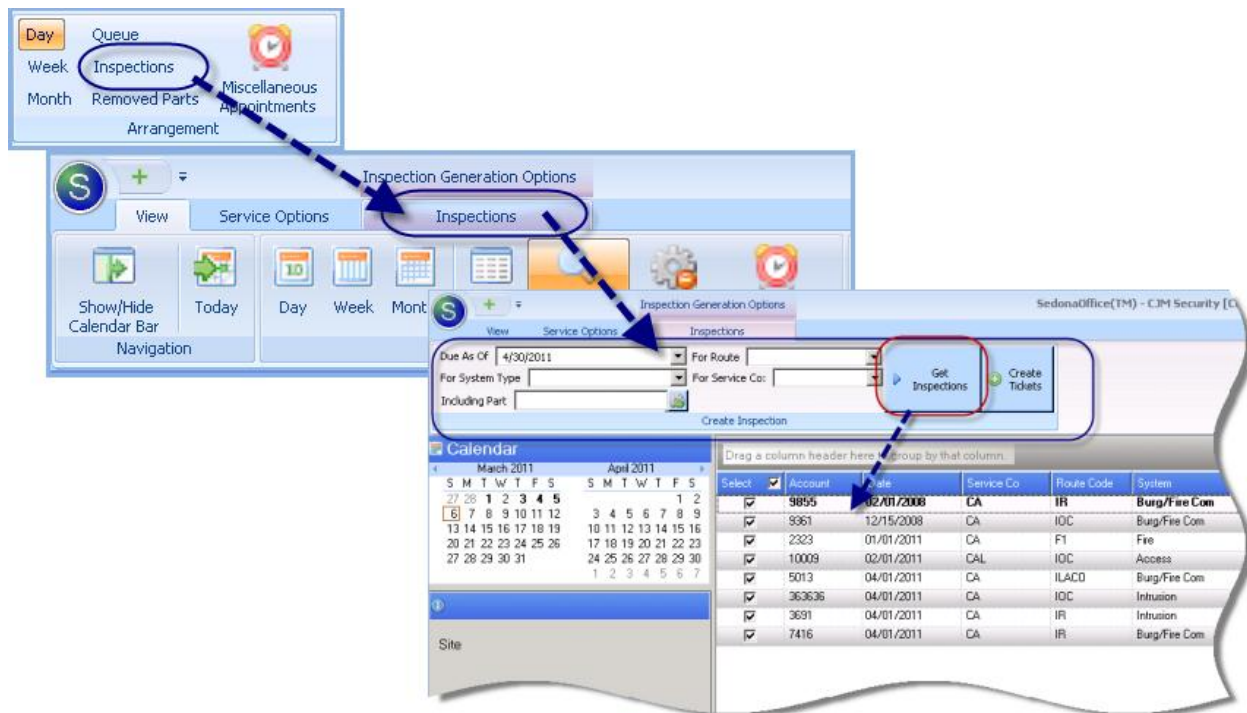 Day Queue
Week Inspections
Month Removed Parts
Miscellaneous
Appointments
Arrangement
S
Inspection Generation Options
View Service Options Inspections
Show/Hide
Calendar Bar
Today
Day Week Mont
Navigation
S
Inspection Generation Options SedonaOffice(TM) - CJM Security [C
View Service Options Inspections
Due As Of 4/30/2011 For Route
For System Type For Service Co:
Including Part
Get
Inspections
Create
Tickets
Create Inspection
Calendar
March 2011 April 2011
S M T W T F S S M T W T F S
27 28 1 2 3 4 5 1 2
6 7 8 9 10 11 12 3 4 5 6 7 8 9
13 14 15 16 17 18 19 10 11 12 13 14 15 16
20 21 22 23 24 25 26 17 18 19 20 21 22 23
27 28 29 30 31 24 25 26 27 28 29 30
1 2 3 4 5 6 7
Site
Drag a column header here to group by that column.
Select Account Date Service Co Route Code System
9855 02/01/2008 CA IR Burg/Fire Com
9361 12/15/2008 CA IOC Burg/Fire Com
2323 01/01/2011 CA F1 Fire
10009 02/01/2011 CAL IOC Access
5013 04/01/2011 CA ILACO Burg/Fire Com
363636 04/01/2011 CA IOC Intrusion
3691 04/01/2011 CA IR Intrusion
7416 04/01/2011 CA IR Burg/Fire Com